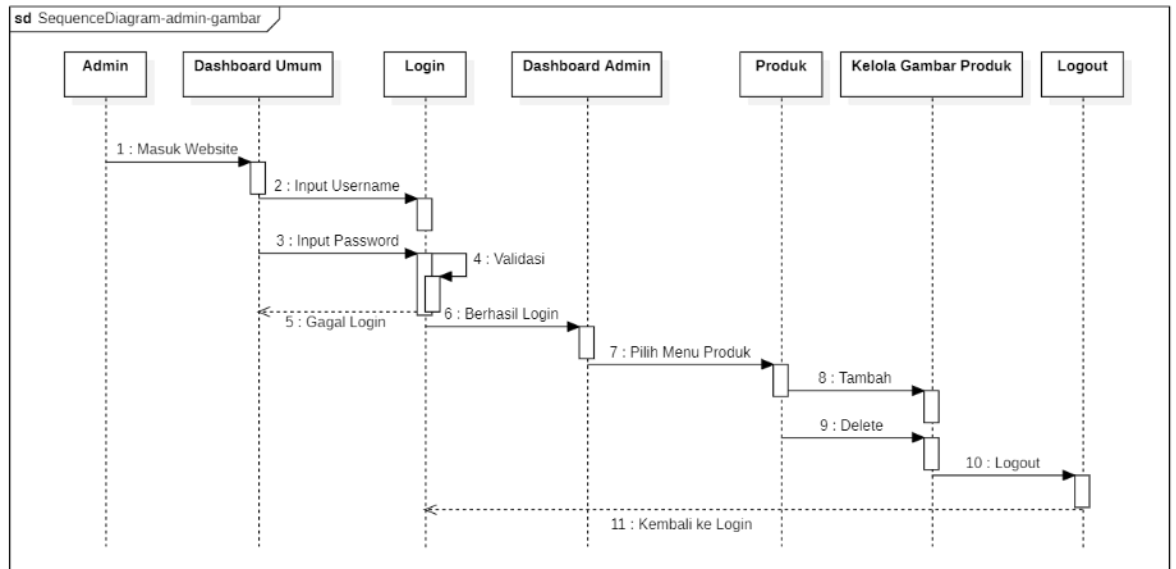 sd SequenceDiagram-admin-gambar
Admin
Dashboard Umum
Login
Dashboard Admin
Produk
Kelola Gambar Produk
Logout
1 : Masuk Website
2 : Input Username
3 : Input Password
4 : Validasi
5 : Gagal Login
6 : Berhasil Login
7 : Pilih Menu Produk
8 : Tambah
9 : Delete
10 : Logout
11 : Kembali ke Login